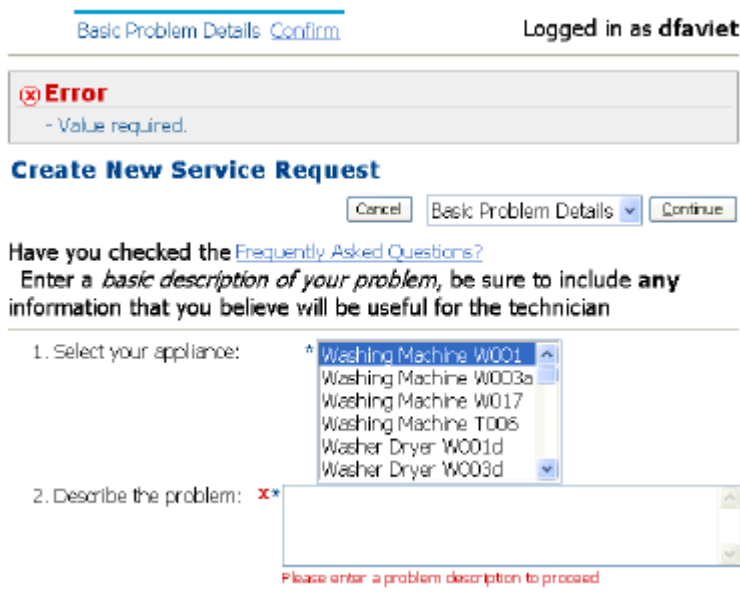 Basic Problem Details Confirm
Logged in as dfaviet
Error
- Value required.
Create New Service Request
Cancel
Basic Problem Details
Continue
Have you checked the Frequently Asked Questions?
Enter a basic description of your problem, be sure to include any
information that you believe will be useful for the technician
1. Select your appliance: *
Washing Machine W001
Washing Machine W003a
Washing Machine W017
Washing Machine T006
Washer Dryer W001d
Washer Dryer W003d
2. Describe the problem: x*
Please enter a problem description to proceed